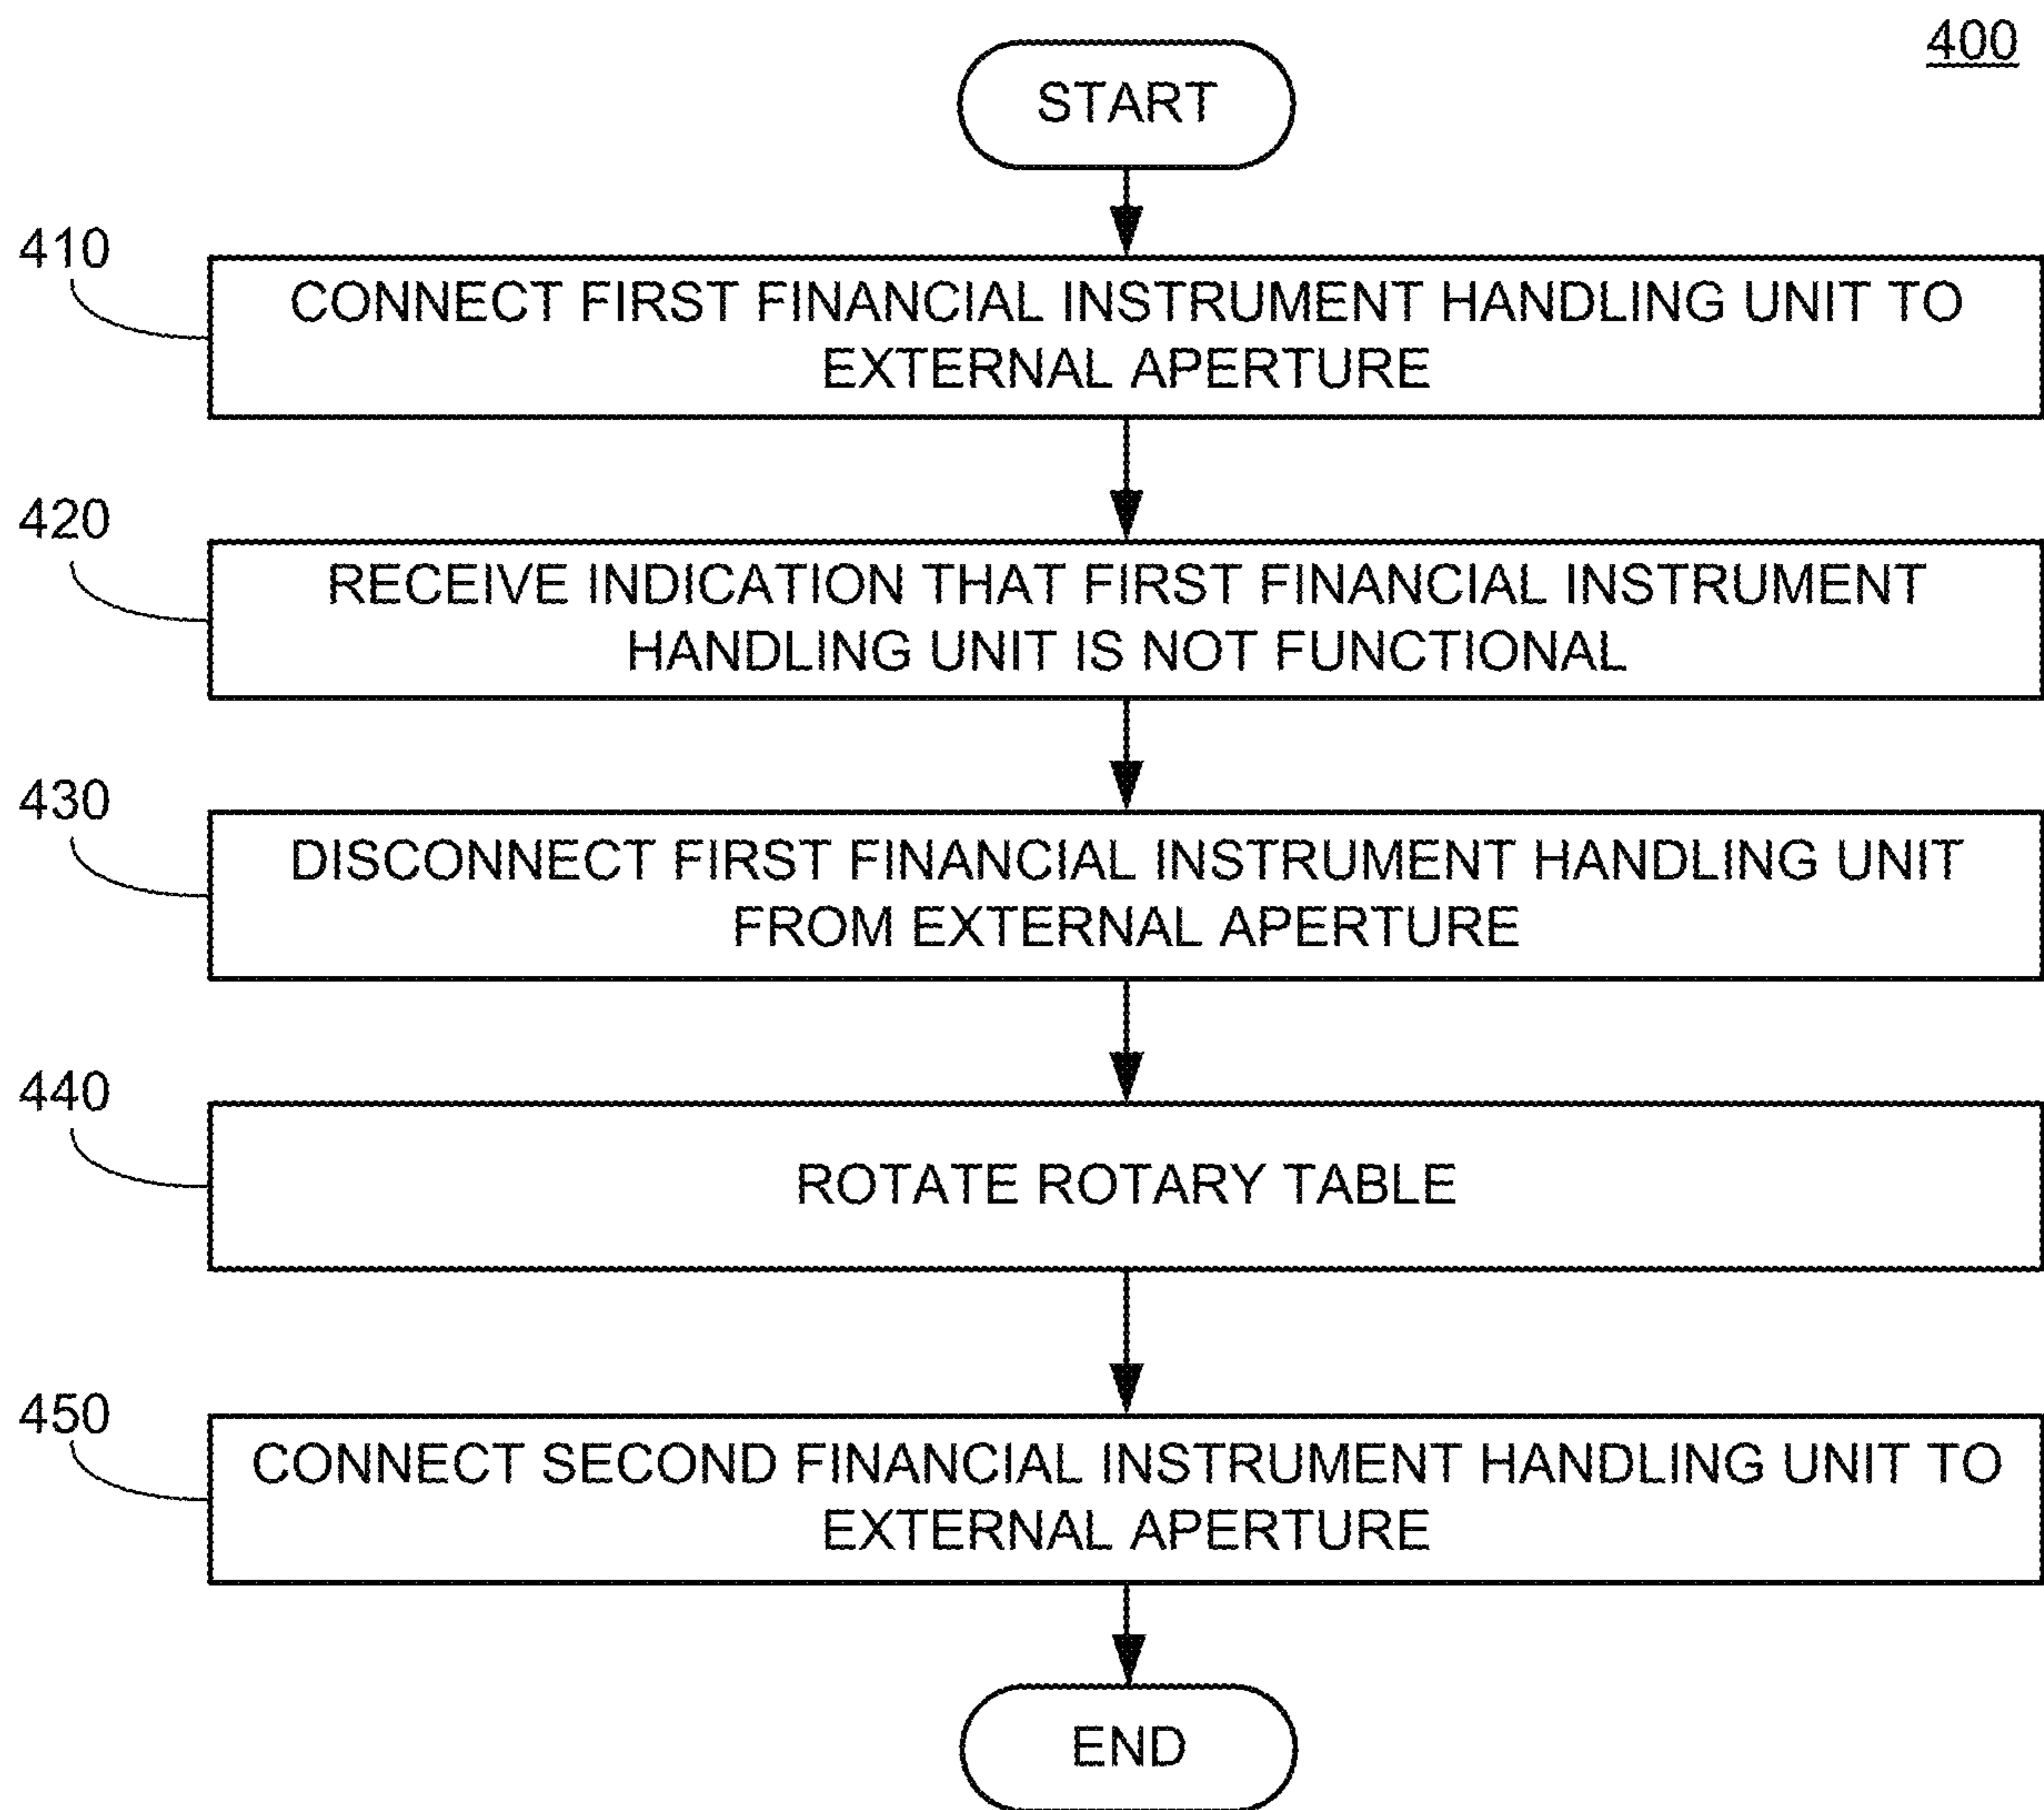 400
START
410
CONNECT FIRST FINANCIAL INSTRUMENT HANDLING UNIT TO
EXTERNAL APERTURE
420
RECEIVE INDICATION THAT FIRST FINANCIAL INSTRUMENT
HANDLING UNIT IS NOT FUNCTIONAL
430
DISCONNECT FIRST FINANCIAL INSTRUMENT HANDLING UNIT
FROM EXTERNAL APERTURE
440
ROTATE ROTARY TABLE
450
CONNECT SECOND FINANCIAL INSTRUMENT HANDLING UNIT TO
EXTERNAL APERTURE
END